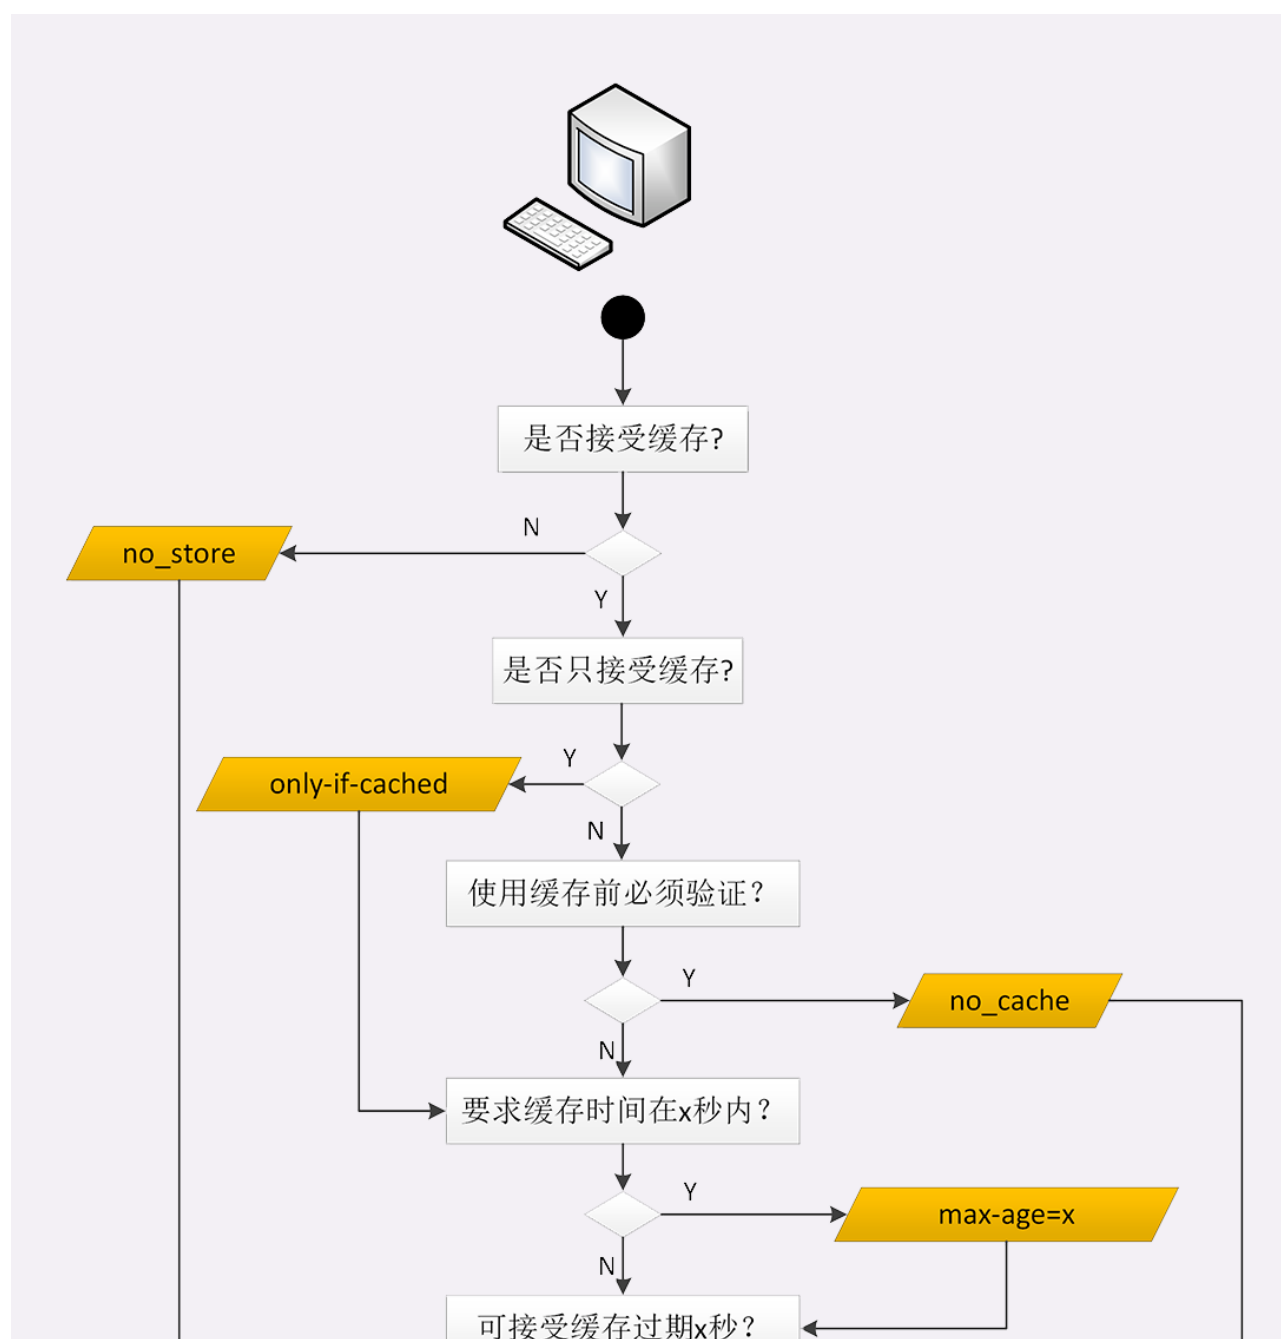 是否接受缓存?
N
no_store
Y
是否只接受缓存?
Y
only-if-cached
N
使用缓存前必须验证?
Y
no_cache
N
要求缓存时间在x秒内?
Y
max-age=x
N
可接受缓存过期x秒?